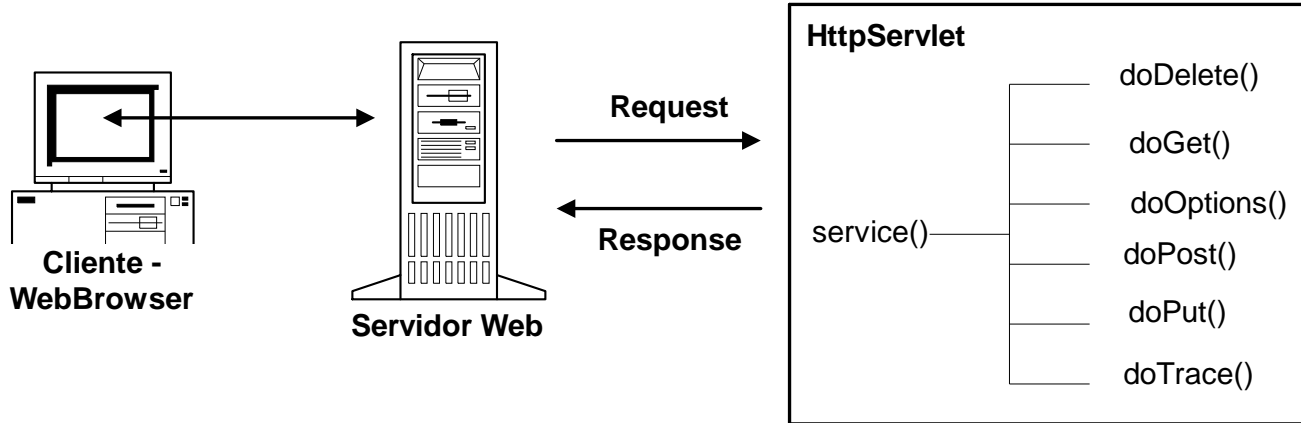 HttpServlet
doDelete()
Request
doGet()
doOptions()
service()
Response
doPost()
Cliente -
WebBrowser
doPut()
Servidor Web
doTrace()